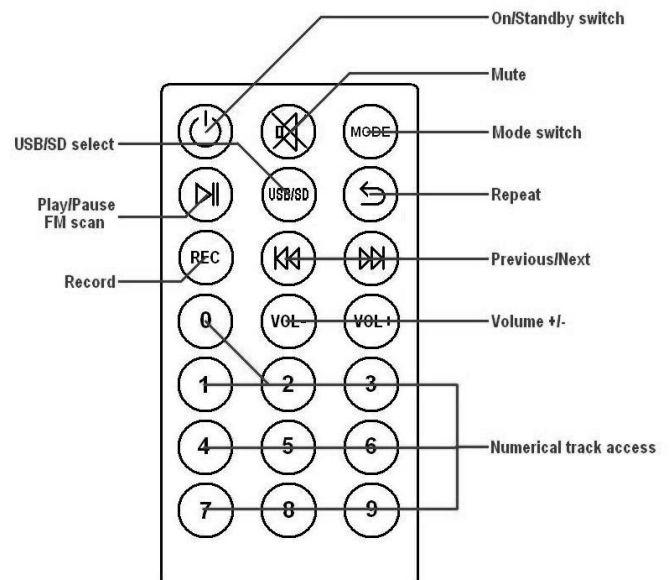 On/Standby switch
Mute
MODE
Mode switch
USB/SD select
USB/SD
Repeat
Play/Pause
FM scan
REC
Previous/Next
Record
0
VOL-
VOL+
Volume +/-
1
2
3
4
5
6
Numerical track access
7
8
9